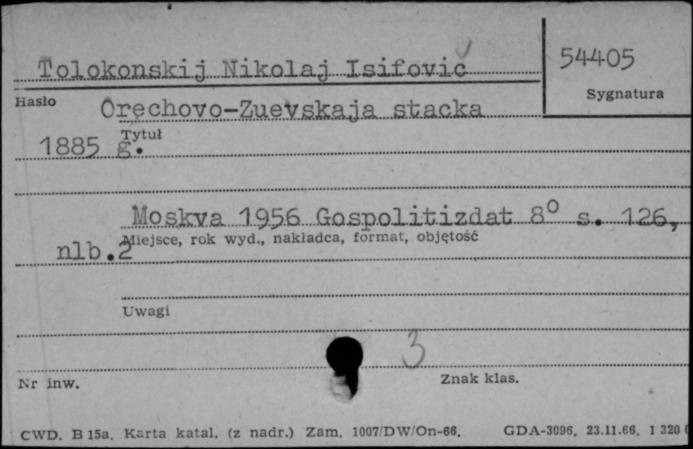 Tolokonskij Nikolaj Isifovič
54405
Hasło
Sygnatura
Orechovo-Zuevskaja stacka
Tytuł
1885 g.
Moskva 1956 Gospolitizdat 8° s. 126,
Miejsce, rok wyd., nakładca, format, objętość
nlb.2
Uwagi
3
Nr inw.
Znak klas.
CWD. B 15a. Karta katal. (z nadr.) Zam. 1007/DW/On-66. GDA-3096. 23.11.66. 1 320